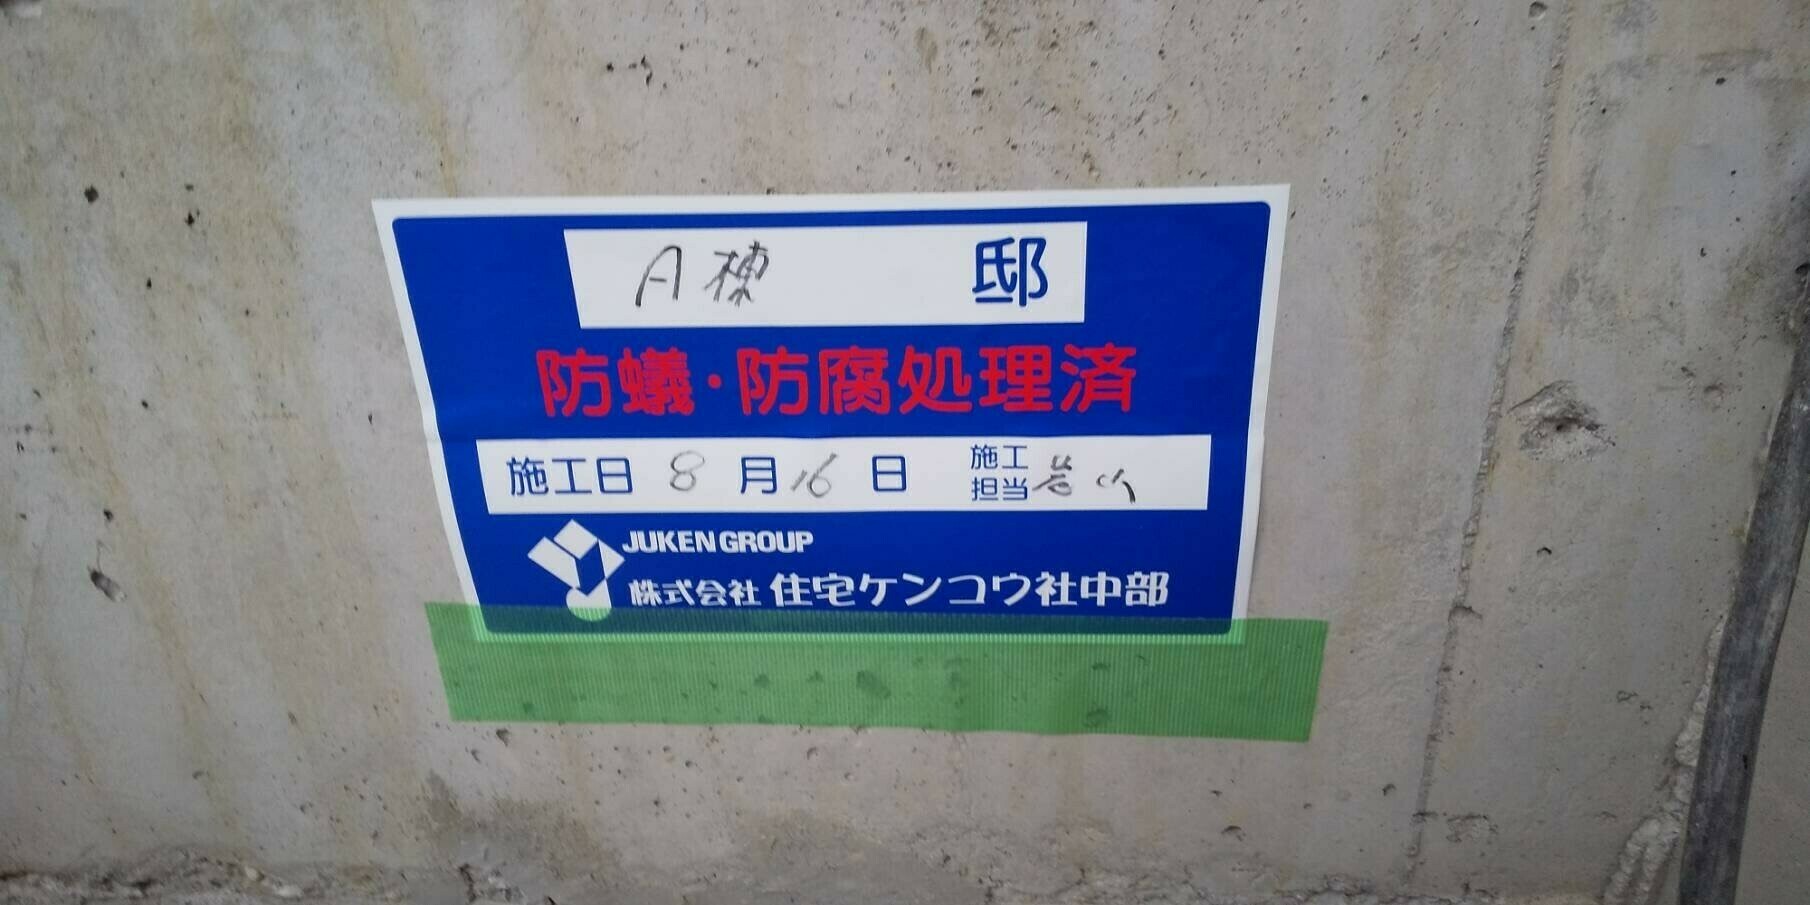 A棟 邸
防蟻・防腐処理済
施工日 8月16日 施工担当
JUKEN GROUP
株式会社 住宅ケンコウ社中部